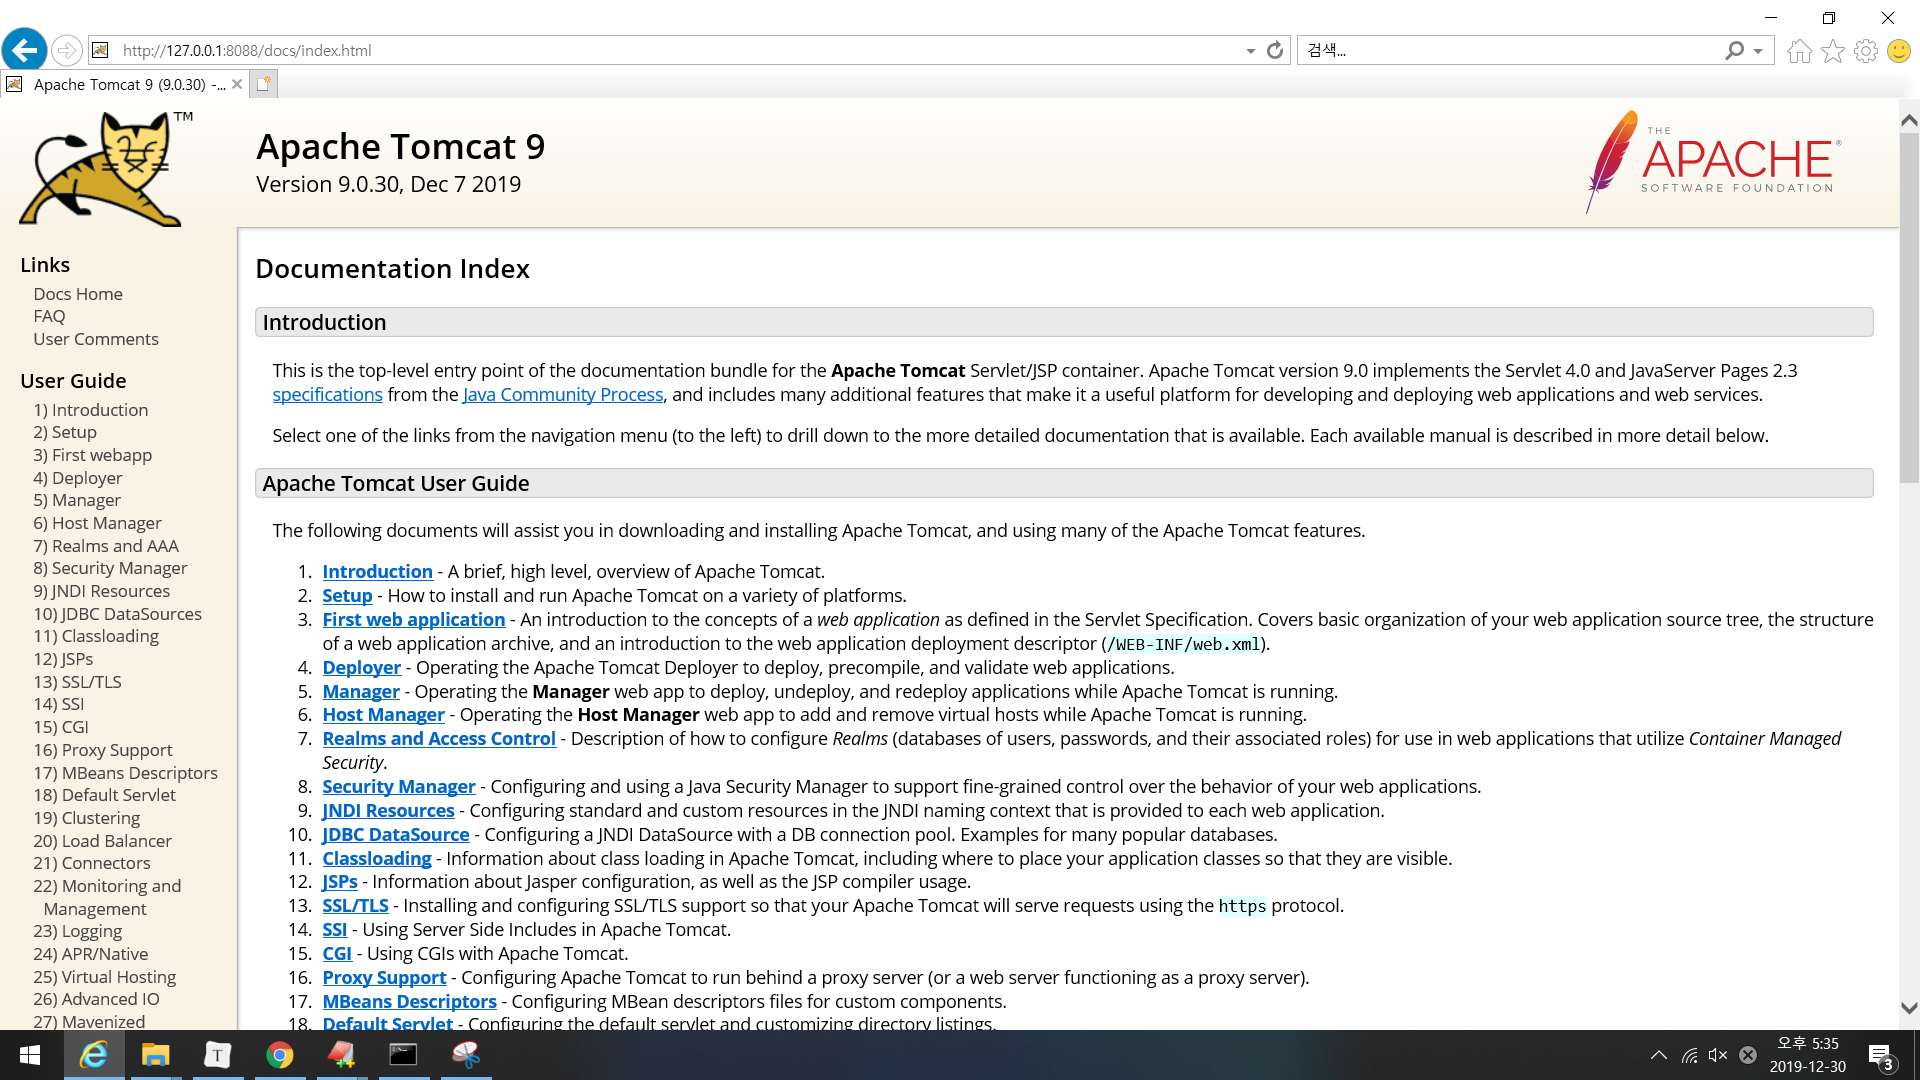 http://127.0.0.1:8088/docs/index.html
검색...
Apache Tomcat 9 (9.0.30) -...
TM
Apache Tomcat 9
Version 9.0.30, Dec 7 2019
THE
APACHE®
SOFTWARE FOUNDATION
Links
Docs Home
FAQ
User Comments
User Guide
1) Introduction
2) Setup
3) First webapp
4) Deployer
5) Manager
6) Host Manager
7) Realms and AAA
8) Security Manager
9) JNDI Resources
10) JDBC DataSources
11) Classloading
12) JSPs
13) SSL/TLS
14) SSI
15) CGI
16) Proxy Support
17) MBeans Descriptors
18) Default Servlet
19) Clustering
20) Load Balancer
21) Connectors
22) Monitoring and
Management
23) Logging
24) APR/Native
25) Virtual Hosting
26) Advanced IO
27) Mavenized
Documentation Index
Introduction
This is the top-level entry point of the documentation bundle for the Apache Tomcat Servlet/JSP container. Apache Tomcat version 9.0 implements the Servlet 4.0 and JavaServer Pages 2.3
specifications from the Java Community Process, and includes many additional features that make it a useful platform for developing and deploying web applications and web services.
Select one of the links from the navigation menu (to the left) to drill down to the more detailed documentation that is available. Each available manual is described in more detail below.
Apache Tomcat User Guide
The following documents will assist you in downloading and installing Apache Tomcat, and using many of the Apache Tomcat features.
1. Introduction - A brief, high level, overview of Apache Tomcat.
2. Setup - How to install and run Apache Tomcat on a variety of platforms.
3. First web application - An introduction to the concepts of a web application as defined in the Servlet Specification. Covers basic organization of your web application source tree, the structure
of a web application archive, and an introduction to the web application deployment descriptor (/WEB-INF/web.xml).
4. Deployer - Operating the Apache Tomcat Deployer to deploy, precompile, and validate web applications.
5. Manager - Operating the Manager web app to deploy, undeploy, and redeploy applications while Apache Tomcat is running.
6. Host Manager - Operating the Host Manager web app to add and remove virtual hosts while Apache Tomcat is running.
7. Realms and Access Control - Description of how to configure Realms (databases of users, passwords, and their associated roles) for use in web applications that utilize Container Managed
Security.
8. Security Manager - Configuring and using a Java Security Manager to support fine-grained control over the behavior of your web applications.
9. JNDI Resources - Configuring standard and custom resources in the JNDI naming context that is provided to each web application.
10. JDBC DataSource - Configuring a JNDI DataSource with a DB connection pool. Examples for many popular databases.
11. Classloading - Information about class loading in Apache Tomcat, including where to place your application classes so that they are visible.
12. JSPs - Information about Jasper configuration, as well as the JSP compiler usage.
13. SSL/TLS - Installing and configuring SSL/TLS support so that your Apache Tomcat will serve requests using the https protocol.
14. SSI - Using Server Side Includes in Apache Tomcat.
15. CGI - Using CGIs with Apache Tomcat.
16. Proxy Support - Configuring Apache Tomcat to run behind a proxy server (or a web server functioning as a proxy server).
17. MBeans Descriptors - Configuring MBean descriptors files for custom components.
18. Default Servlet - Configuring the default servlet and customizing directory listings.
T
오후 5:35
2019-12-30
3